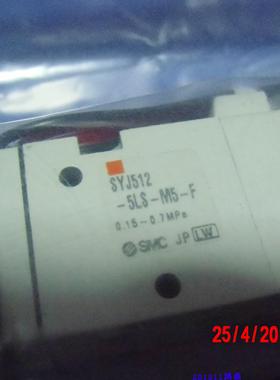 SYJ512
-5LS-M5-F
0.15-0.7MPa
SMC JP LW
25/4/20